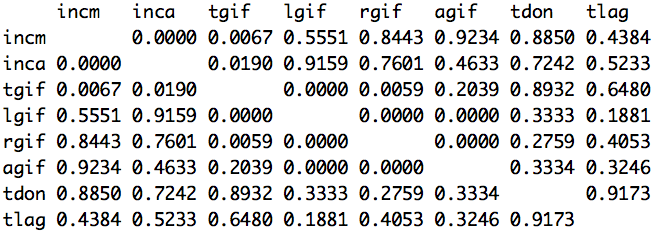 incm inca tgif lgif rgif agif tdon tlag
incm 0.0000 0.0067 0.5551 0.8443 0.9234 0.8850 0.4384
inca 0.0000 0.0190 0.9159 0.7601 0.4633 0.7242 0.5233
tgif 0.0067 0.0190 0.0000 0.0059 0.2039 0.8932 0.6480
lgif 0.5551 0.9159 0.0000 0.0000 0.0000 0.3333 0.1881
rgif 0.8443 0.7601 0.0059 0.0000 0.0000 0.2759 0.4053
agif 0.9234 0.4633 0.2039 0.0000 0.0000 0.3334 0.3246
tdon 0.8850 0.7242 0.8932 0.3333 0.2759 0.3334 0.9173
tlag 0.4384 0.5233 0.6480 0.1881 0.4053 0.3246 0.9173